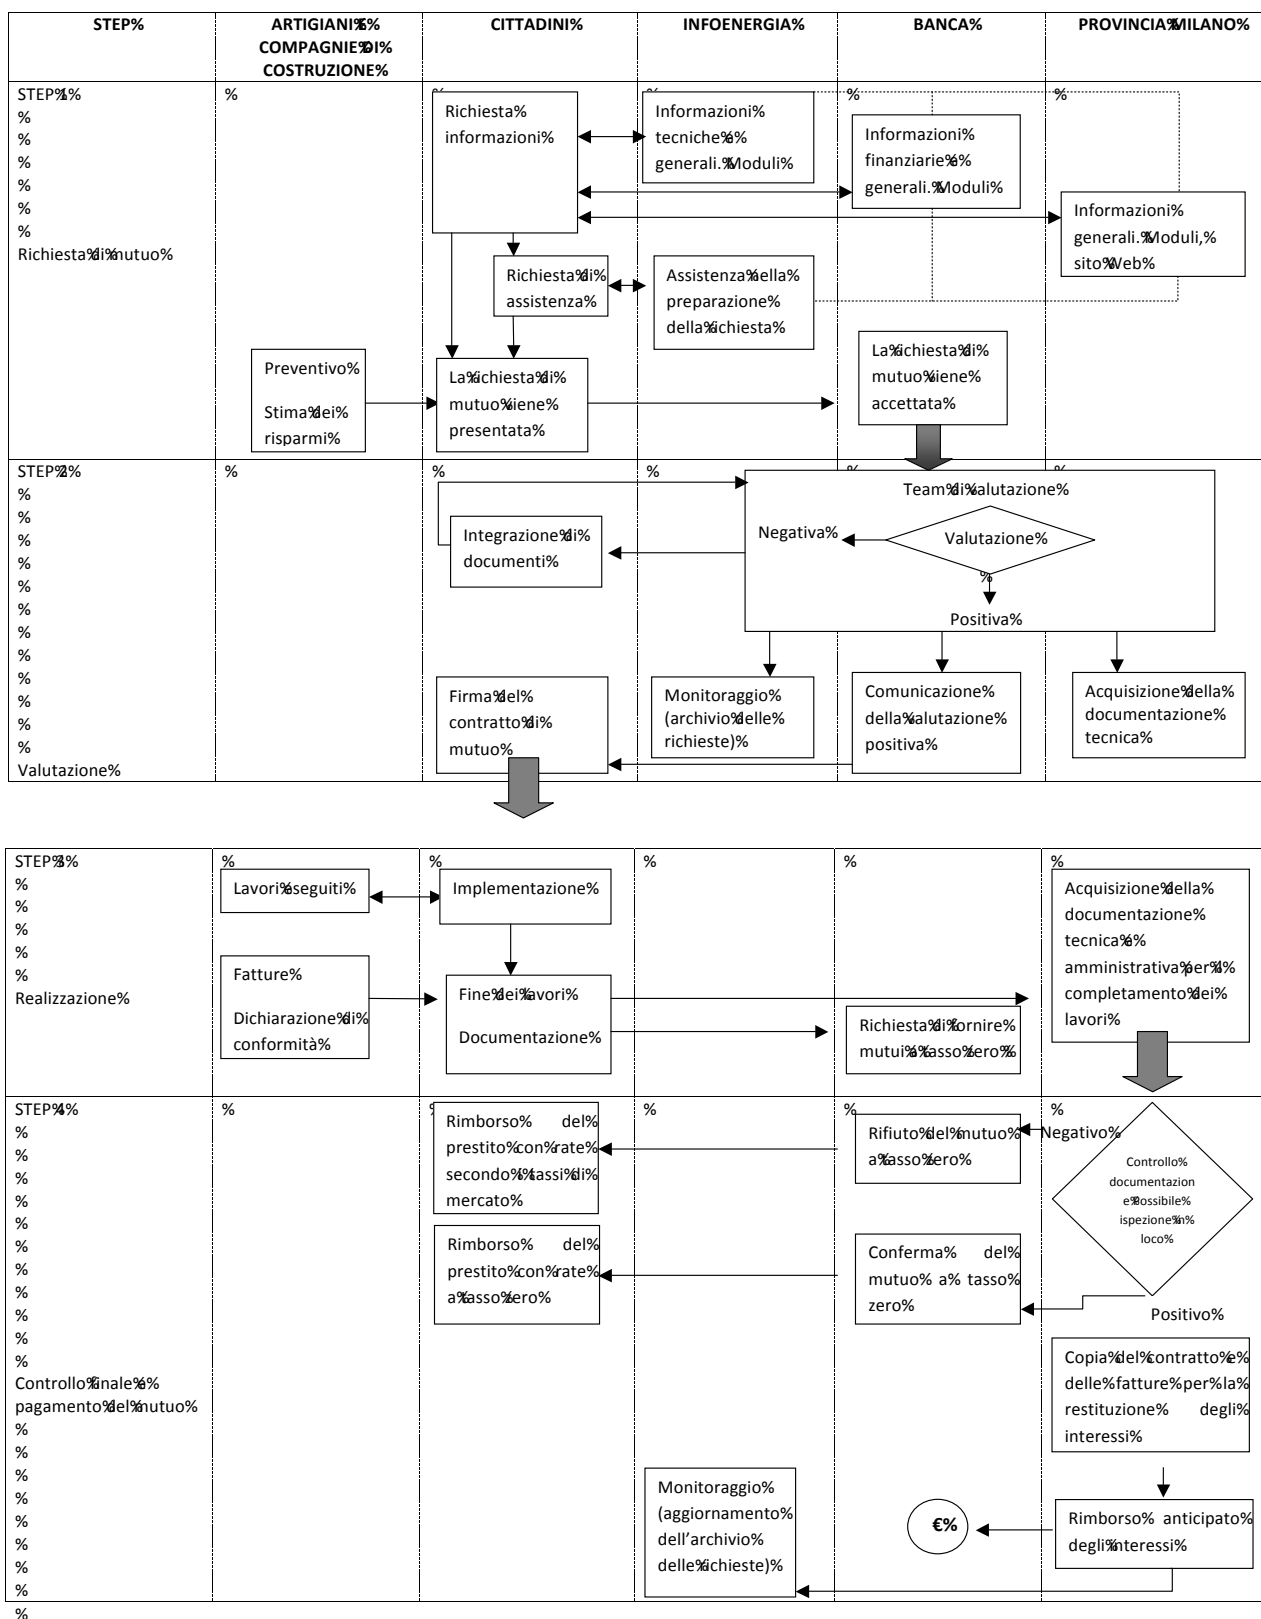 STEP%
ARTIGIANI%E%
COMPAGNIE%DI%
COSTRUZIONE%
CITTADINI%
INFOENERGIA%
BANCA%
PROVINCIA%MILANO%
STEP%1%
%
%
%
%
%
%
Richiesta%di%mutuo%
%
%
%
%
%
Richiesta%
informazioni%
Informazioni%
tecniche%e%
generali.%Moduli%
Informazioni%
finanziarie%e%
generali.%Moduli%
Informazioni%
generali.%Moduli,%
sito%Web%
Richiesta%di%
assistenza%
Assistenza%nella%
preparazione%
della%richiesta%
Preventivo%
Stima%dei%
risparmi%
La%richiesta%di%
mutuo%viene%
presentata%
La%richiesta%di%
mutuo%viene%
accettata%
STEP%2%
%
%
%
%
%
%
%
%
%
%
%
%
Valutazione%
%
%
%
%
%
Team%di%valutazione%
Negativa%
Valutazione%
%
Positiva%
Integrazione%di%
documenti%
Firma%del%
contratto%di%
mutuo%
Monitoraggio%
(archivio%delle%
richieste)%
Comunicazione%
della%valutazione%
positiva%
Acquisizione%della%
documentazione%
tecnica%
STEP%3%
%
%
%
%
%
Realizzazione%
%
%
%
%
%
Lavori%eseguiti%
Implementazione%
Acquisizione%della%
documentazione%
tecnica%e%
amministrativa%per%il%
completamento%dei%
lavori%
Fatture%
Dichiarazione%di%
conformità%
Fine%dei%lavori%
Documentazione%
Richiesta%di%fornire%
mutui%a%tasso%zero%%
STEP%4%
%
%
%
%
%
%
%
%
%
%
%
Controllo%finale%e%
pagamento%del%mutuo%
%
%
%
%
%
%
%
%
%
%
%
%
%
%
Rimborso% del%
prestito%con%rate%
secondo%i%tassi%di%
mercato%
Rifiuto%del%mutuo%
a%tasso%zero%
Negativo%
Controllo%
documentazion
e%Possibile%
ispezione%in%
loco%
Rimborso% del%
prestito%con%rate%
a%tasso%zero%
Conferma% del%
mutuo% a% tasso%
zero%
Positivo%
Copia%del%contratto%e%
delle%fatture%per%la%
restituzione% degli%
interessi%
Monitoraggio%
(aggiornamento%
dell'archivio%
delle%richieste)%
€%
Rimborso% anticipato%
degli%interessi%